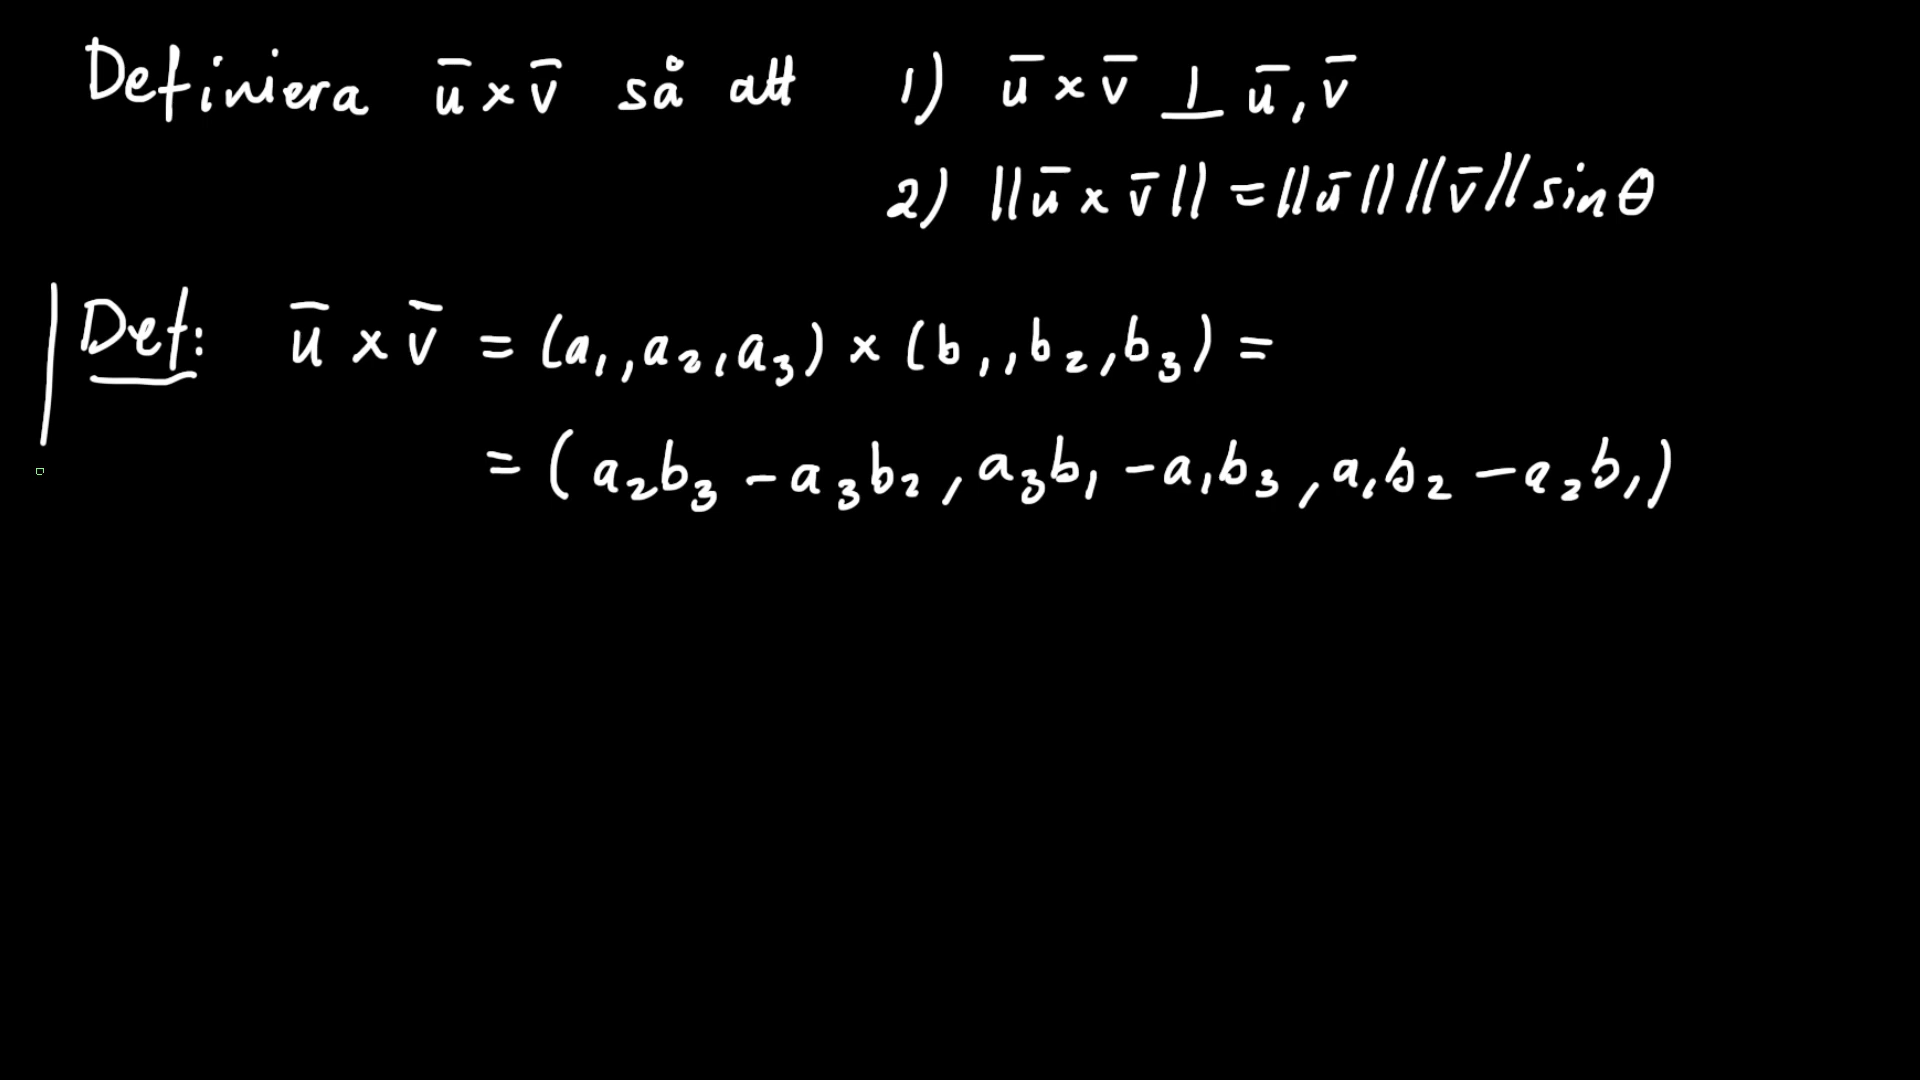 Definiera ū × v̄ så att 1) ū × v̄ ⊥ ū, v̄
2) ||ū × v̄|| = ||ū|| ||v̄|| sin θ
Def: ū × v̄ = (a₁, a₂, a₃) × (b₁, b₂, b₃) =
= (a₂b₃ - a₃b₂, a₃b₁ - a₁b₃, a₁b₂ - a₂b₁)